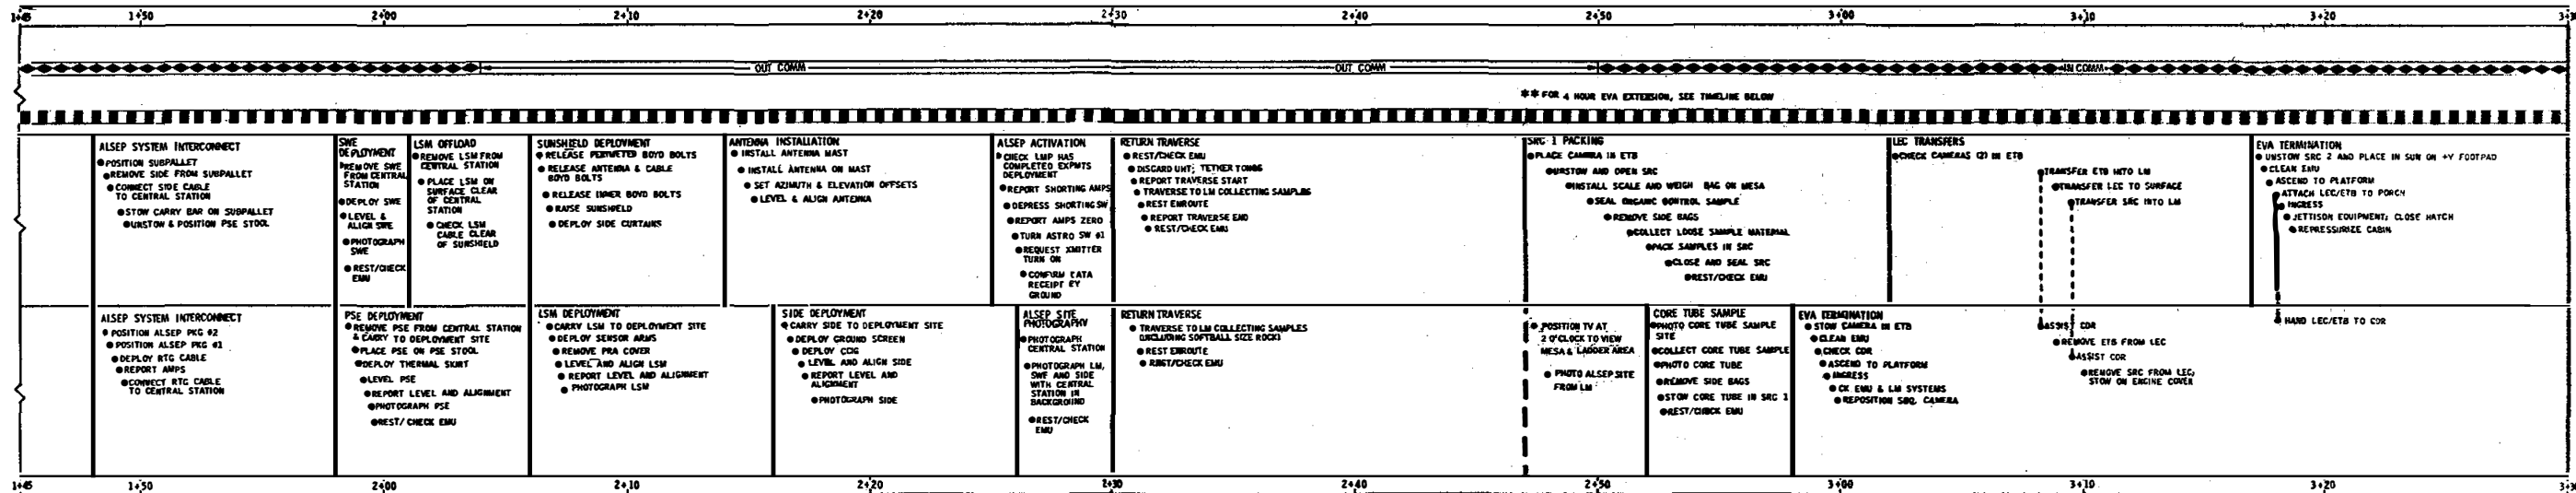 1+45 1+50 2+00 2+10 2+20 2+30 2+40 2+50 3+00 3+10 3+20
OUT COMM OUT COMM IN COMM
** FOR 4 HOUR EVA EXTENSION, SEE TIMELINE BELOW
ALSEP SYSTEM INTERCONNECT
● POSITION SUBPALLET
● REMOVE SIDE FROM SUBPALLET
● CONNECT SIDE CABLE
TO CENTRAL STATION
● STOW CARRY BAR ON SUBPALLET
● UNSTOW & POSITION PSE STOOL
SWE
DEPLOYMENT
● REMOVE SWE
FROM CENTRAL
STATION
● DEPLOY SWE
● LEVEL &
ALIGN SWE
● PHOTOGRAPH
SWE
● REST/CHECK
EMU
LSM OFFLOAD
● REMOVE LSM FROM
CENTRAL STATION
● PLACE LSM ON
SURFACE CLEAR
OF CENTRAL
STATION
● CHECK LSM
CABLE CLEAR
OF SUNSHIELD
SUNSHIELD DEPLOYMENT
● RELEASE PERIMETER BOYD BOLTS
● RELEASE ANTENNA & CABLE
BOYD BOLTS
● RELEASE INNER BOYD BOLTS
● RAISE SUNSHIELD
● DEPLOY SIDE CURTAINS
ANTENNA INSTALLATION
● INSTALL ANTENNA MAST
● INSTALL ANTENNA ON MAST
● SET AZIMUTH & ELEVATION OFFSETS
● LEVEL & ALIGN ANTENNA
ALSEP ACTIVATION
● CHECK LMP HAS
COMPLETED EXPMTS
DEPLOYMENT
● REPORT SHORTING AMPS
● DEPRESS SHORTING SW
● REPORT AMPS ZERO
● TURN ASTRO SW #1
● REQUEST XMITTER
TURN ON
● CONFIRM DATA
RECEIPT BY
GROUND
RETURN TRAVERSE
● REST/CHECK EMU
● DISCARD UHT; TETHER TONGS
● REPORT TRAVERSE START
● TRAVERSE TO LM COLLECTING SAMPLES
● REST ENROUTE
● REPORT TRAVERSE END
● REST/CHECK EMU
SRC 1 PACKING
● PLACE CAMERA IN ETB
● UNSTOW AND OPEN SRC
● INSTALL SCALE AND WEIGH BAG ON MESA
● SEAL ORGANIC CONTROL SAMPLE
● REMOVE SIDE BAGS
● COLLECT LOOSE SAMPLE MATERIAL
● PACK SAMPLES IN SRC
● CLOSE AND SEAL SRC
● REST/CHECK EMU
LEC TRANSFERS
● CHECK CAMERAS (2) IN ETB
● TRANSFER ETB INTO LM
● TRANSFER LEC TO SURFACE
● TRANSFER SRC INTO LM
EVA TERMINATION
● UNSTOW SRC 2 AND PLACE IN SUN ON +Y FOOTPAD
● CLEAN EMU
● ASCEND TO PLATFORM
● ATTACH LEC/ETB TO PORCH
● INGRESS
● JETTISON EQUIPMENT; CLOSE HATCH
● REPRESSURIZE CABIN
ALSEP SYSTEM INTERCONNECT
● POSITION ALSEP PKG #2
● POSITION ALSEP PKG #1
● DEPLOY RTG CABLE
● REPORT AMPS
● CONNECT RTG CABLE
TO CENTRAL STATION
PSE DEPLOYMENT
● REMOVE PSE FROM CENTRAL STATION
& CARRY TO DEPLOYMENT SITE
● PLACE PSE ON PSE STOOL
● DEPLOY THERMAL SKIRT
● LEVEL PSE
● REPORT LEVEL AND ALIGNMENT
● PHOTOGRAPH PSE
● REST/ CHECK EMU
LSM DEPLOYMENT
● CARRY LSM TO DEPLOYMENT SITE
● DEPLOY SENSOR ARMS
● REMOVE PRA COVER
● LEVEL AND ALIGN LSM
● REPORT LEVEL AND ALIGNMENT
● PHOTOGRAPH LSM
SIDE DEPLOYMENT
● CARRY SIDE TO DEPLOYMENT SITE
● DEPLOY GROUND SCREEN
● DEPLOY CCIG
● LEVEL AND ALIGN SIDE
● REPORT LEVEL AND
ALIGNMENT
● PHOTOGRAPH SIDE
ALSEP SITE
PHOTOGRAPHY
● PHOTOGRAPH
CENTRAL STATION
● PHOTOGRAPH LM,
SWE AND SIDE
WITH CENTRAL
STATION IN
BACKGROUND
● REST/CHECK
EMU
RETURN TRAVERSE
● TRAVERSE TO LM COLLECTING SAMPLES
(INCLUDING SOFTBALL SIZE ROCK)
● REST ENROUTE
● REST/CHECK EMU
● POSITION TV AT
2 O'CLOCK TO VIEW
MESA & LADDER AREA
● PHOTO ALSEP SITE
FROM LM
CORE TUBE SAMPLE
● PHOTO CORE TUBE SAMPLE
SITE
● COLLECT CORE TUBE SAMPLE
● PHOTO CORE TUBE
● REMOVE SIDE BAGS
● STOW CORE TUBE IN SRC 1
● REST/CHECK EMU
EVA TERMINATION
● STOW CAMERA IN ETB
● CLEAN EMU
● CHECK CDR
● ASCEND TO PLATFORM
● INGRESS
● CK EMU & LM SYSTEMS
● REPOSITION SEQ. CAMERA
● ASSIST CDR
● REMOVE ETB FROM LEC
● ASSIST CDR
● REMOVE SRC FROM LEC;
STOW ON ENGINE COVER
● HAND LEC/ETB TO CDR
1+45 1+50 2+00 2+10 2+20 2+30 2+40 2+50 3+00 3+10 3+20